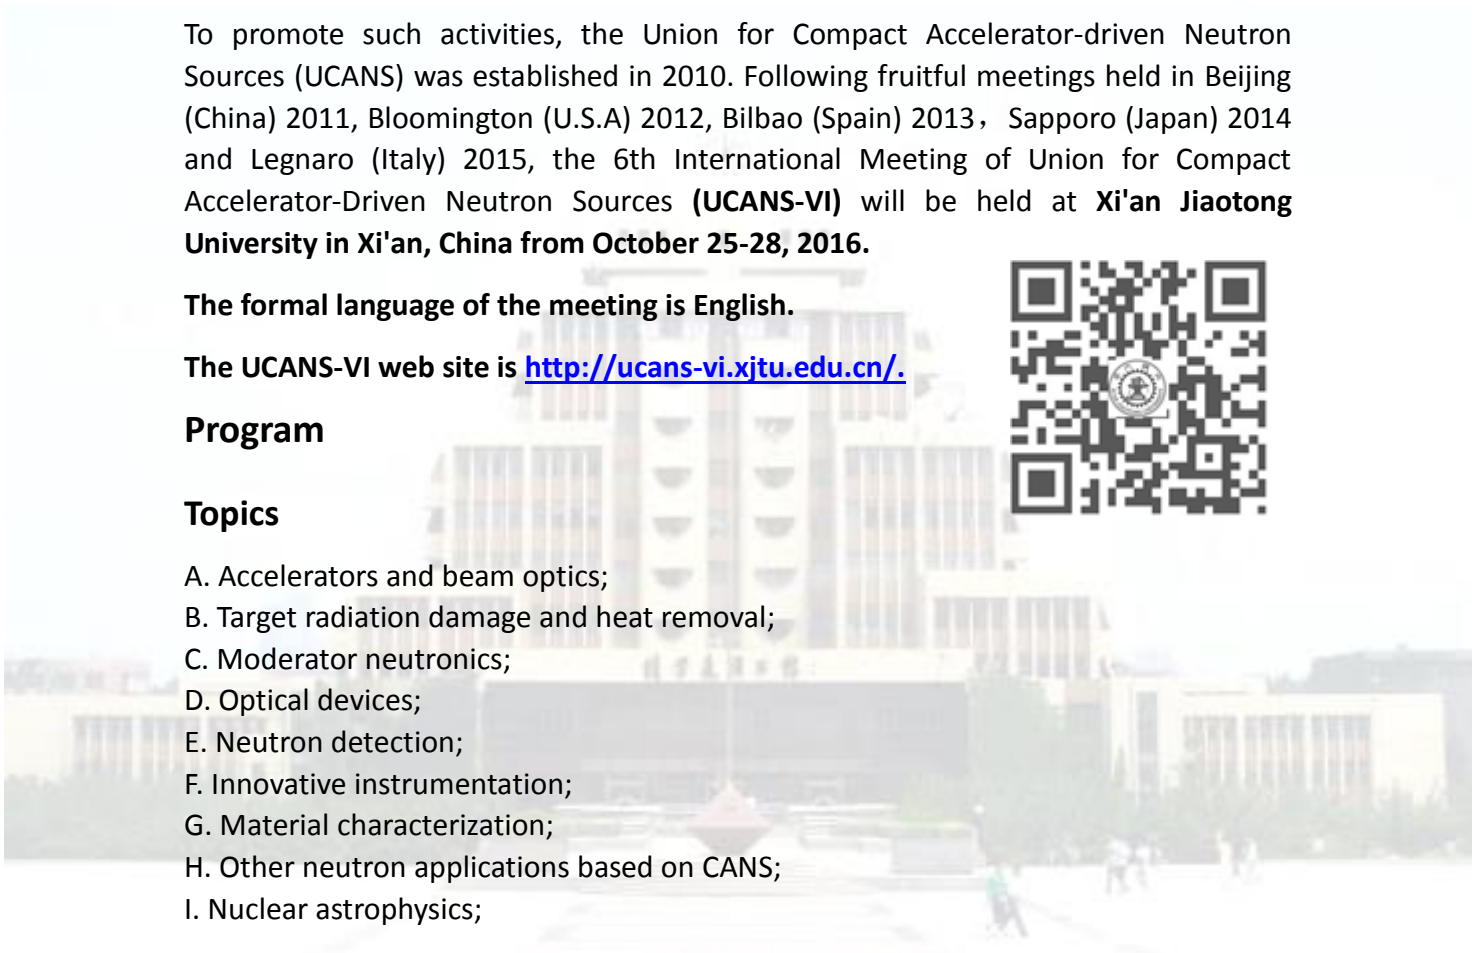 To promote such activities, the Union for Compact Accelerator-driven Neutron
Sources (UCANS) was established in 2010. Following fruitful meetings held in Beijing
(China) 2011, Bloomington (U.S.A) 2012, Bilbao (Spain) 2013，Sapporo (Japan) 2014
and Legnaro (Italy) 2015, the 6th International Meeting of Union for Compact
Accelerator-Driven Neutron Sources (UCANS-VI) will be held at Xi'an Jiaotong
University in Xi'an, China from October 25-28, 2016.
The formal language of the meeting is English.
The UCANS-VI web site is http://ucans-vi.xjtu.edu.cn/.
Program
Topics
A. Accelerators and beam optics;
B. Target radiation damage and heat removal;
C. Moderator neutronics;
D. Optical devices;
E. Neutron detection;
F. Innovative instrumentation;
G. Material characterization;
H. Other neutron applications based on CANS;
I. Nuclear astrophysics;